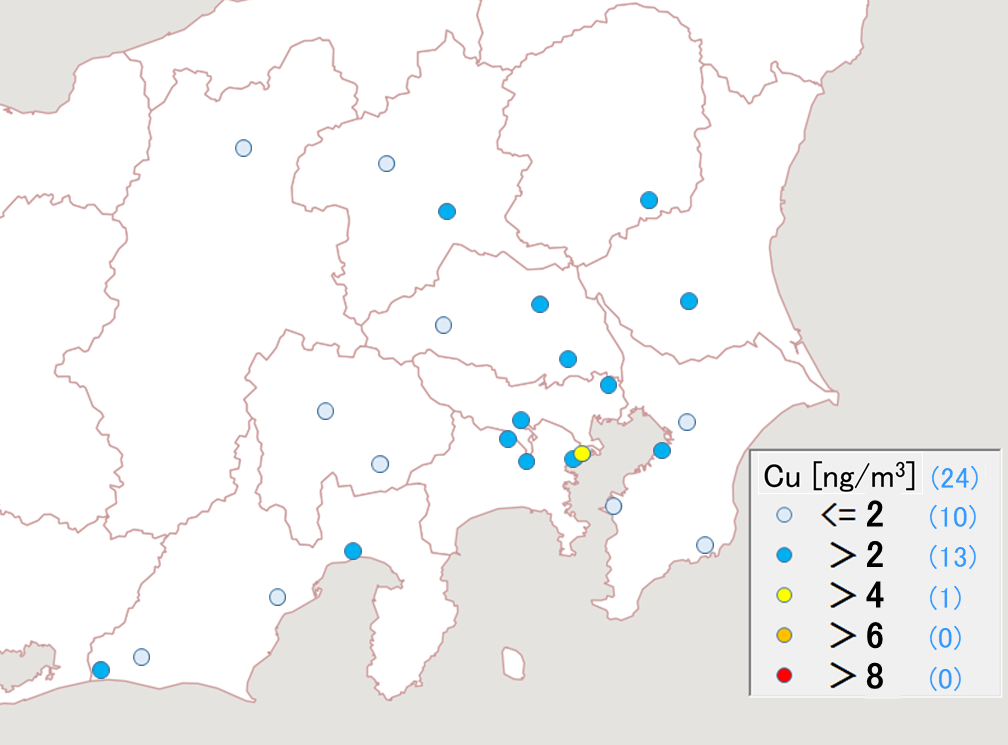 Cu [ng/m³] (24)
<= 2 (10)
＞ 2 (13)
＞ 4 (1)
＞ 6 (0)
＞ 8 (0)